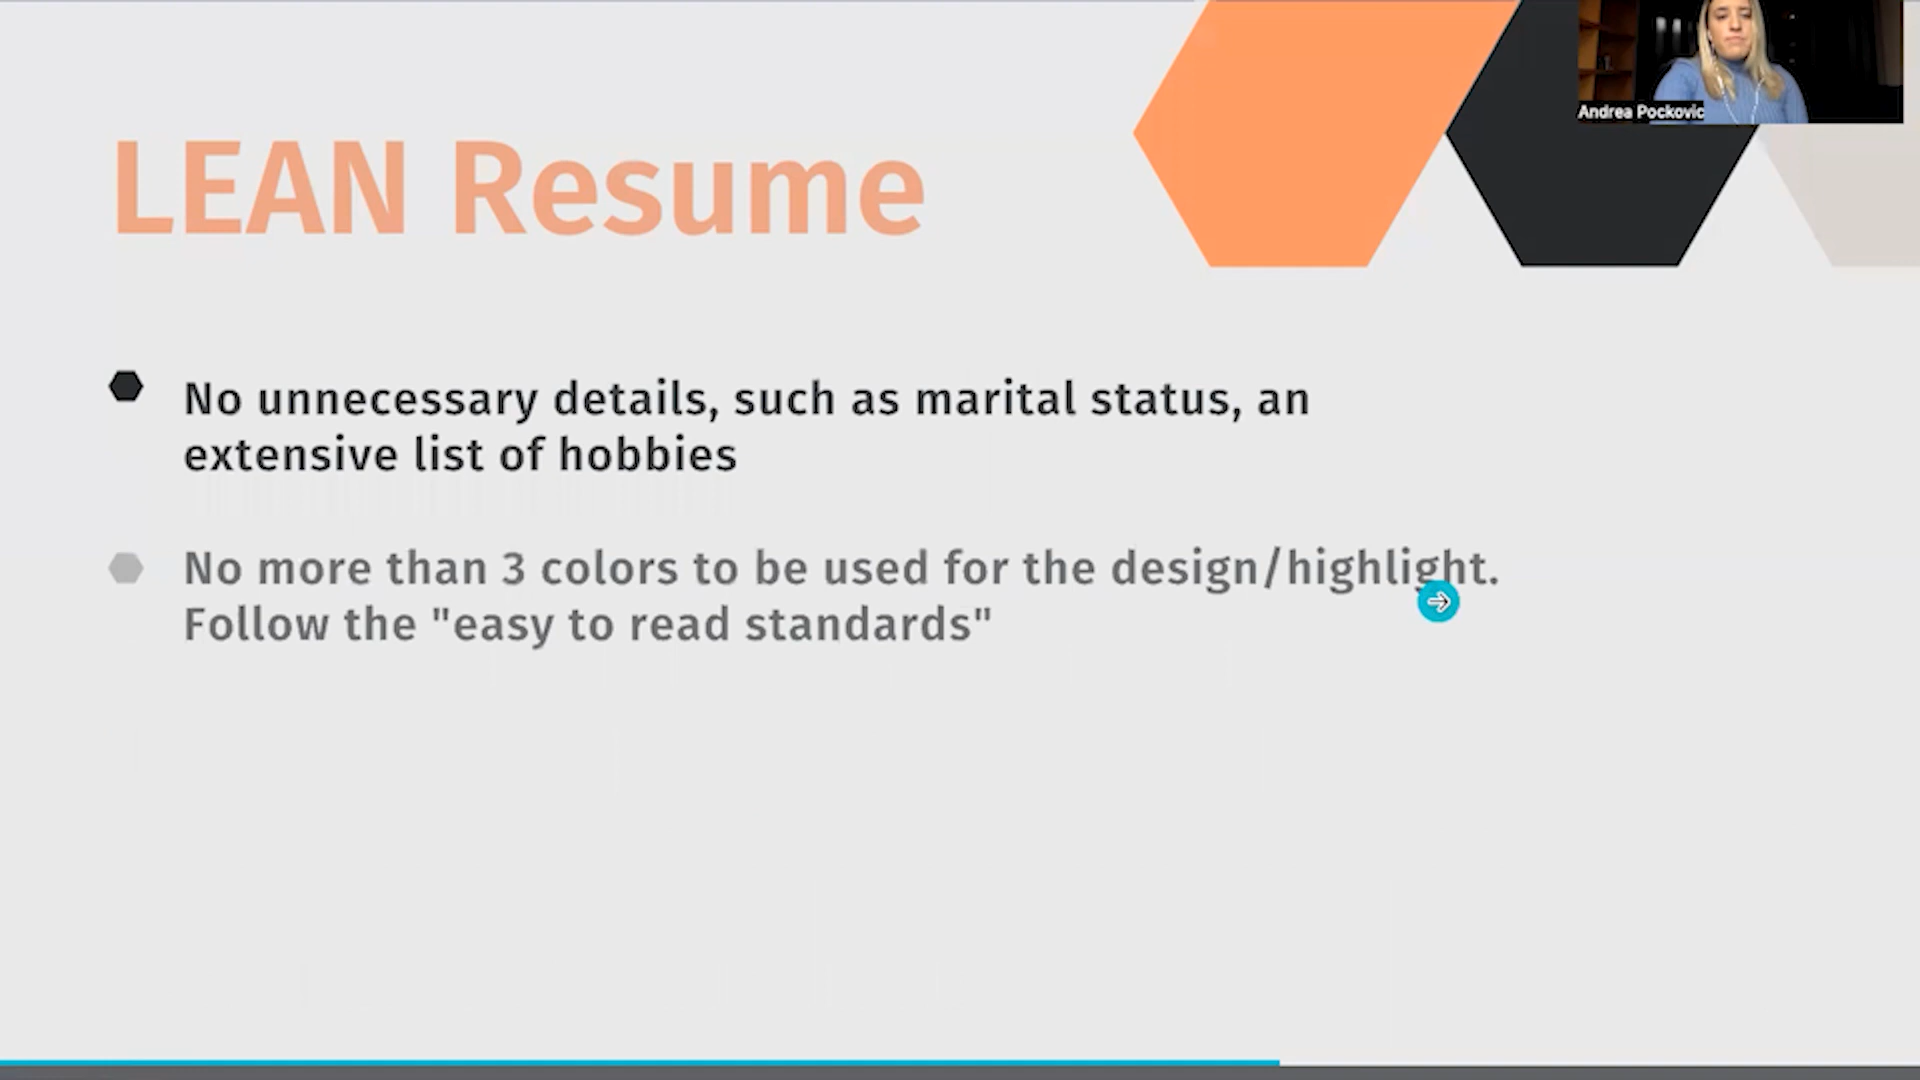 Andrea Pockovic
LEAN Resume
No unnecessary details, such as marital status, an
extensive list of hobbies
No more than 3 colors to be used for the design/highlight.
Follow the "easy to read standards"